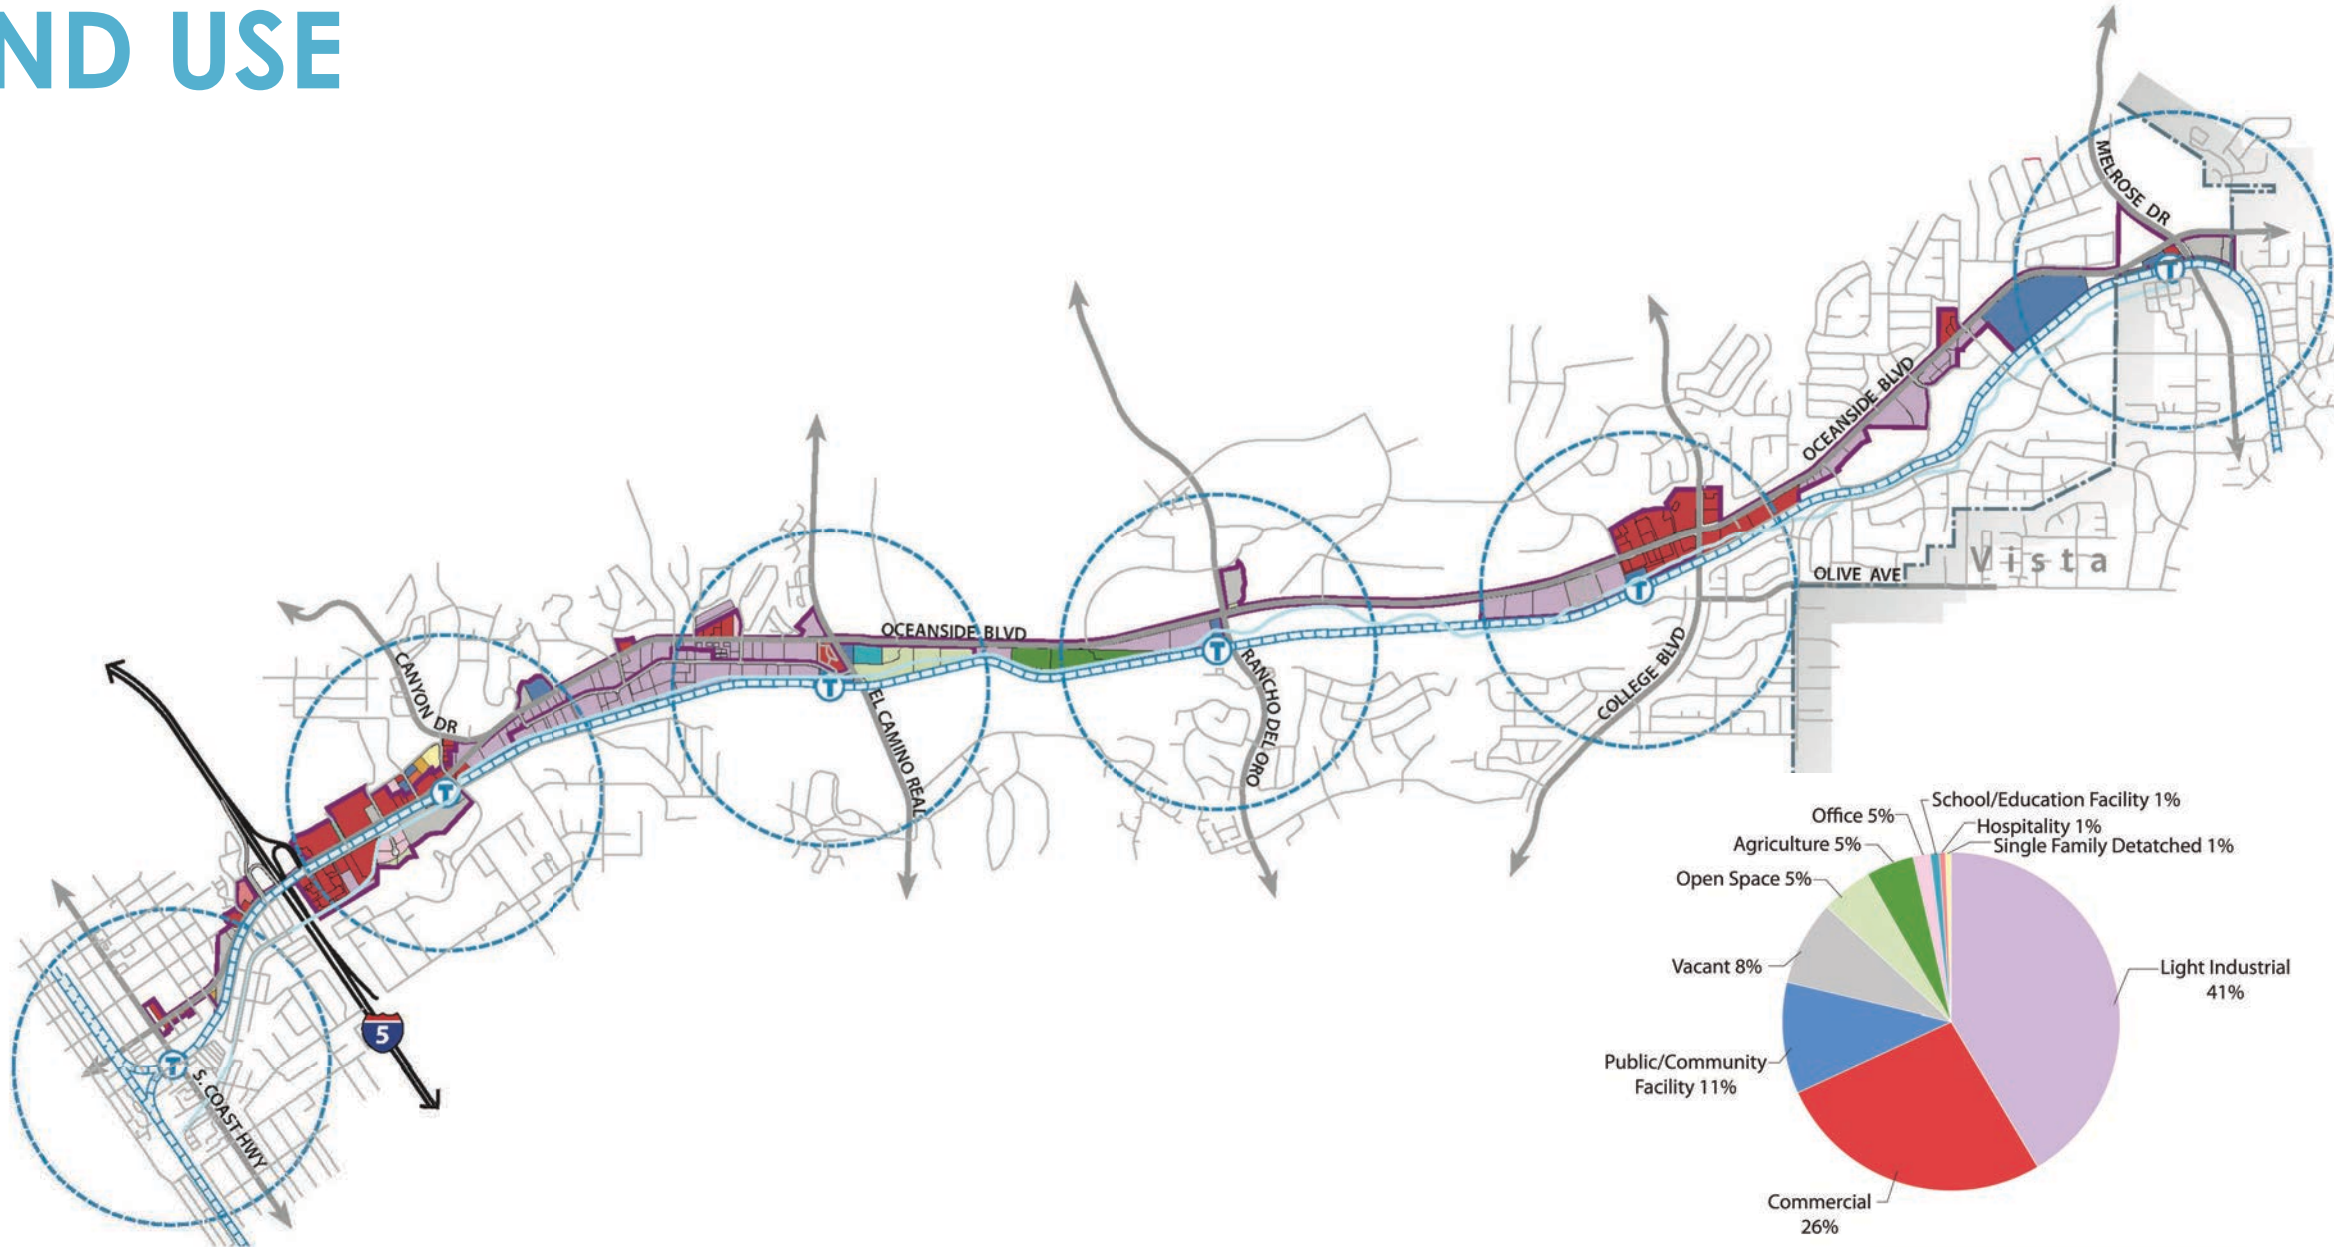 ND USE
MELROSE DR
OCEANSIDE BLVD
Vista
OLIVE AVE
OCEANSIDE BLVD
COLLEGE BLVD
RANCHO DEL ORO
EL CAMINO REAL
CANYON DR
T
T
T
T
T
T
5
S. COAST HWY
School/Education Facility 1%
Office 5%
Hospitality 1%
Agriculture 5%
Single Family Detatched 1%
Open Space 5%
Vacant 8%
Light Industrial
41%
Public/Community
Facility 11%
Commercial
26%